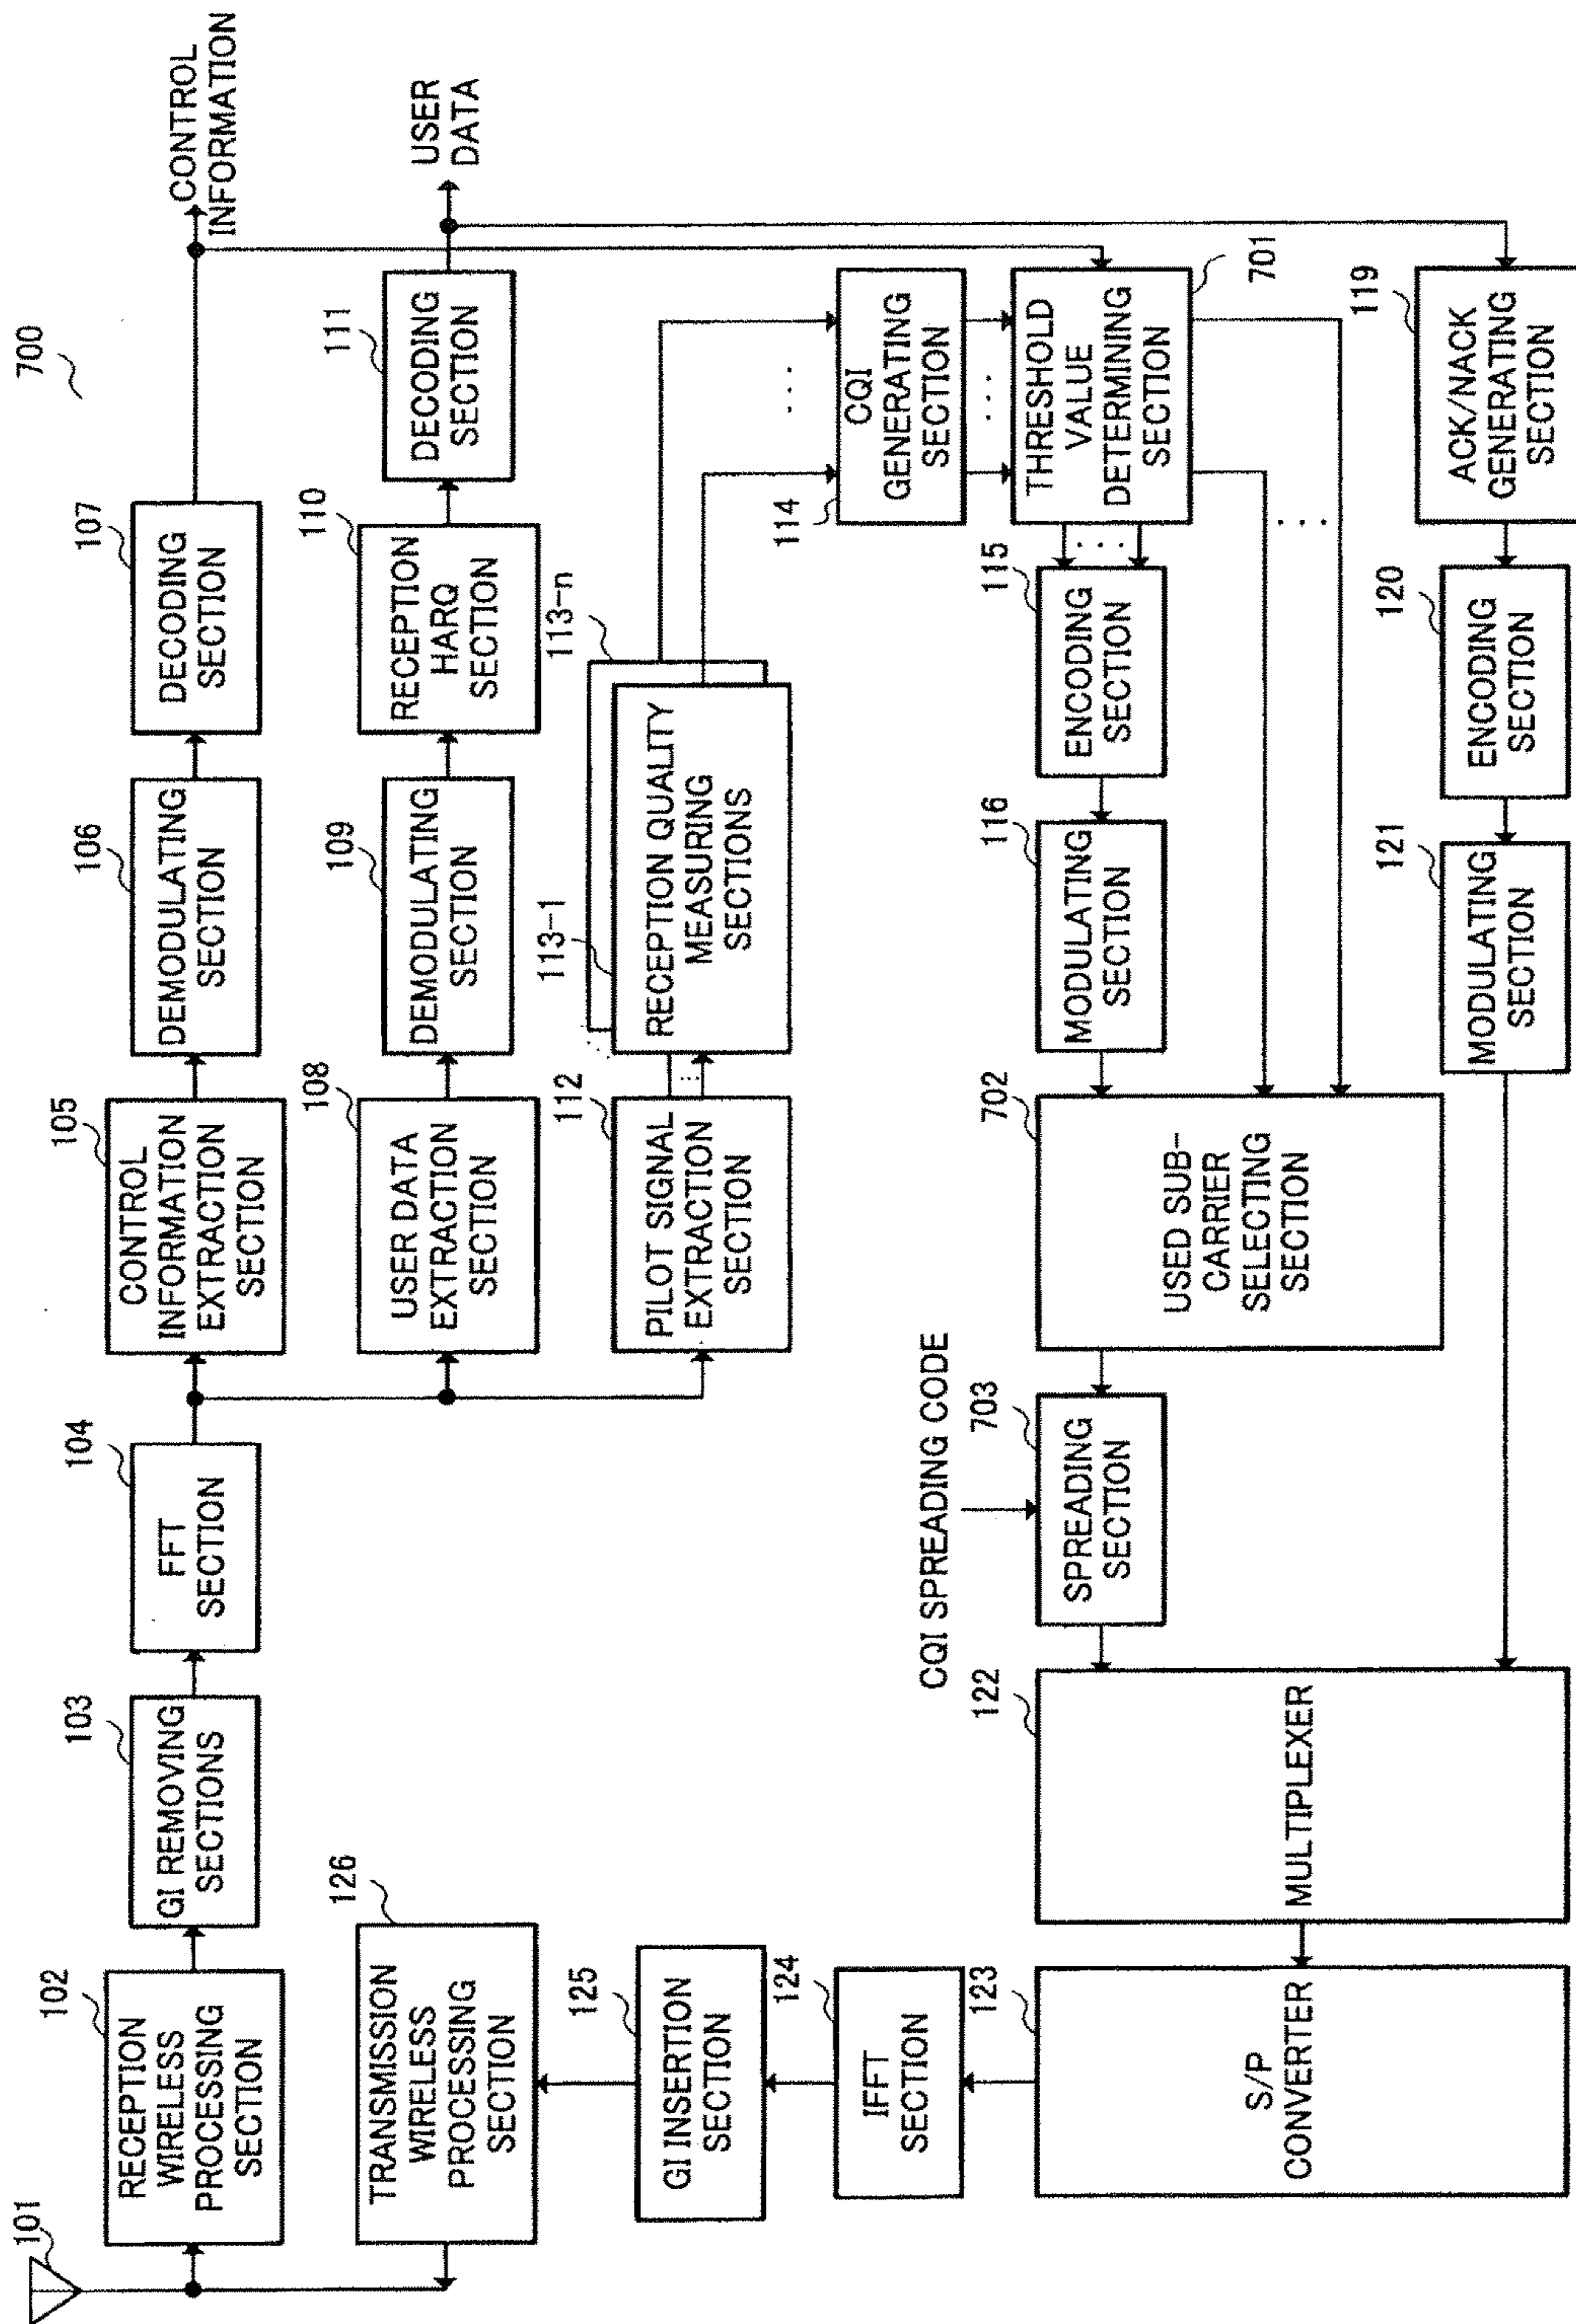 700
101
102
RECEPTION
WIRELESS
PROCESSING
SECTION
103
GI REMOVING
SECTIONS
104
FFT
SECTION
105
CONTROL
INFORMATION
EXTRACTION
SECTION
106
DEMODULATING
SECTION
107
DECODING
SECTION
CONTROL
INFORMATION
108
USER DATA
EXTRACTION
SECTION
109
DEMODULATING
SECTION
110
RECEPTION
HARQ
SECTION
111
DECODING
SECTION
USER
DATA
112
PILOT SIGNAL
EXTRACTION
SECTION
113-1
113-n
RECEPTION QUALITY
MEASURING
SECTIONS
126
TRANSMISSION
WIRELESS
PROCESSING
SECTION
125
GI INSERTION
SECTION
124
IFFT
SECTION
114
CQI
GENERATING
SECTION
701
THRESHOLD
VALUE
DETERMINING
SECTION
123
S/P
CONVERTER
122
MULTIPLEXER
CQI SPREADING CODE
703
SPREADING
SECTION
702
USED SUB-
CARRIER
SELECTING
SECTION
116
MODULATING
SECTION
115
ENCODING
SECTION
121
MODULATING
SECTION
120
ENCODING
SECTION
119
ACK/NACK
GENERATING
SECTION